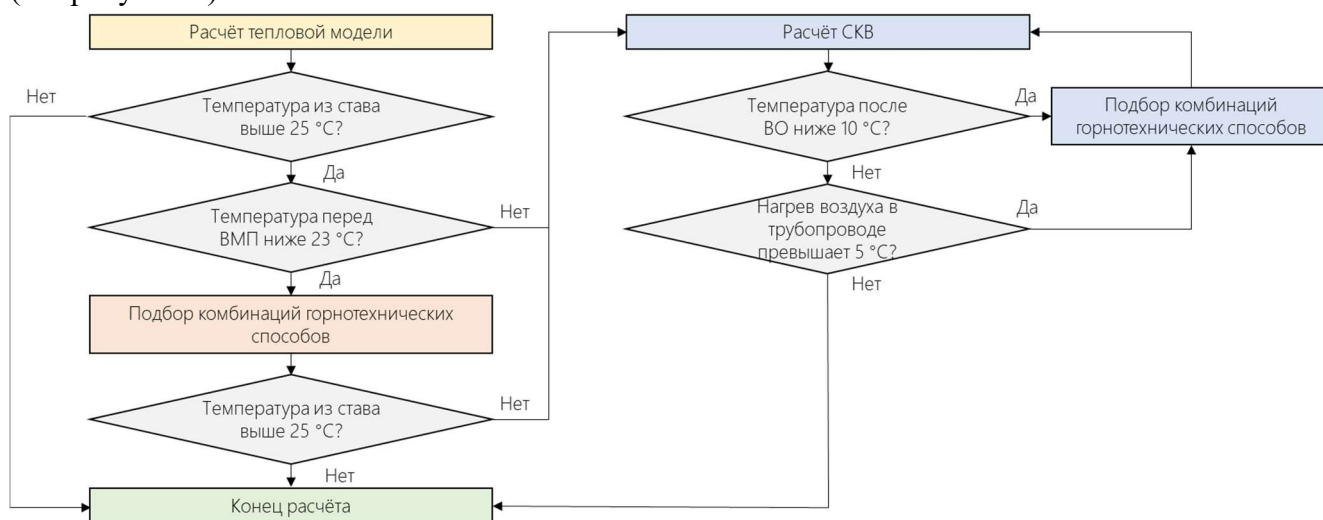 Расчёт тепловой модели
Нет
Температура из става
выше 25 °С?
Да
Температура перед
ВМП ниже 23 °С?
Нет
Да
Подбор комбинаций горнотехнических
способов
Температура из става
выше 25 °С?
Нет
Нет
Конец расчёта
Расчёт СКВ
Температура после
ВО ниже 10 °С?
Да
Подбор комбинаций
горнотехнических способов
Нет
Нагрев воздуха в
трубопроводе
превышает 5 °С?
Да
Нет